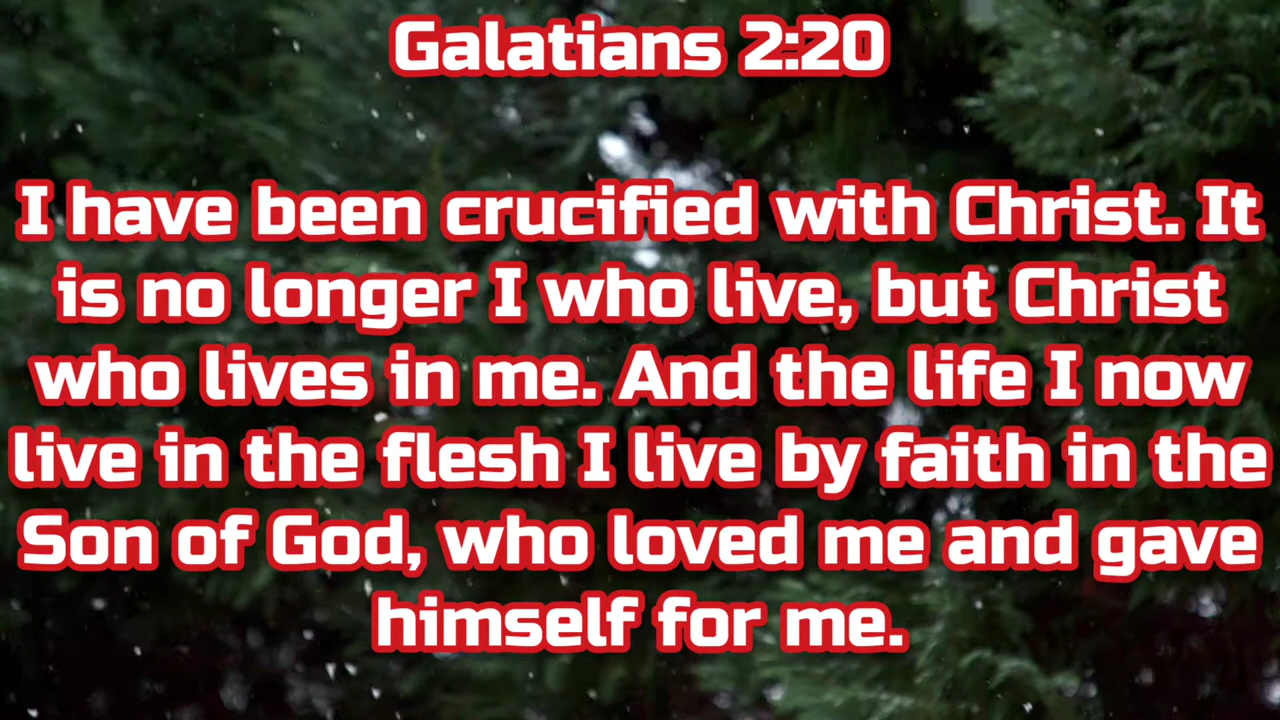 Galatians 2:20
I have been crucified with Christ. It
is no longer I who live, but Christ
who lives in me. And the life I now
live in the flesh I live by faith in the
Son of God, who loved me and gave
himself for me.